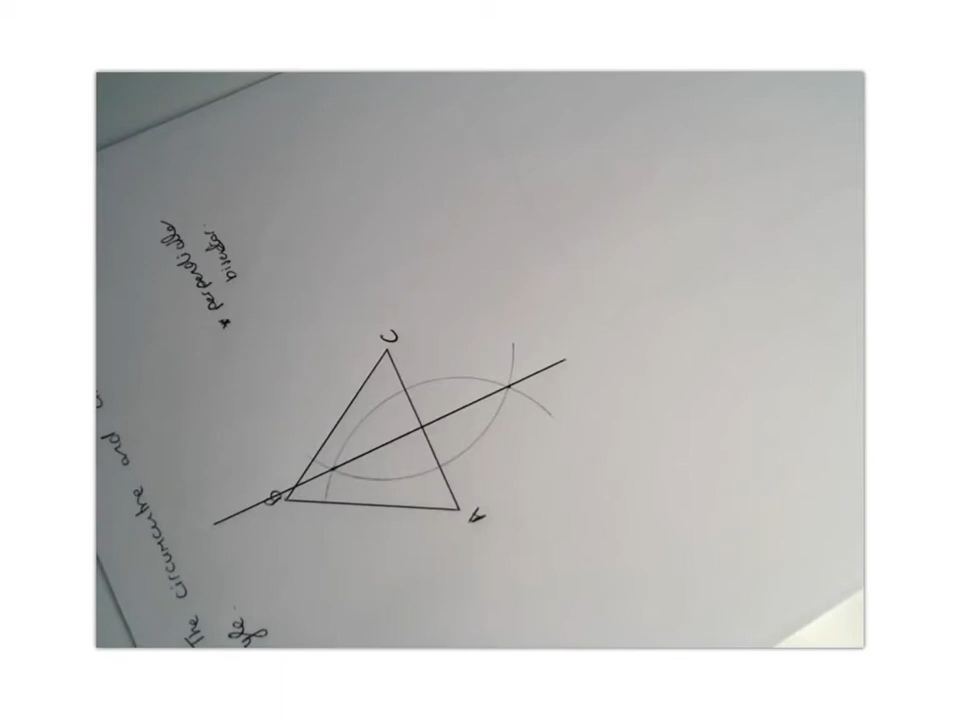 The circumcentre and
gle.
* perpendicular
bisector.
C
B
A